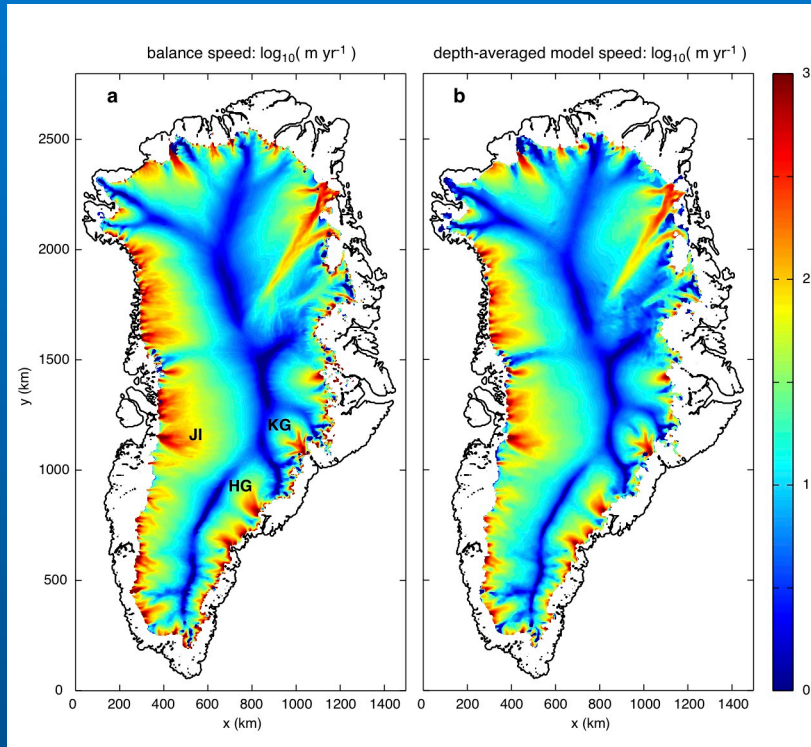 balance speed: log10( m yr-1 )
depth-averaged model speed: log10( m yr-1 )
a
b
3
2500
2000
2
y (km)
1500
JI
KG
1000
1
HG
500
0
0
0 200 400 600 800 1000 1200 1400
0 200 400 600 800 1000 1200 1400
x (km)
x (km)